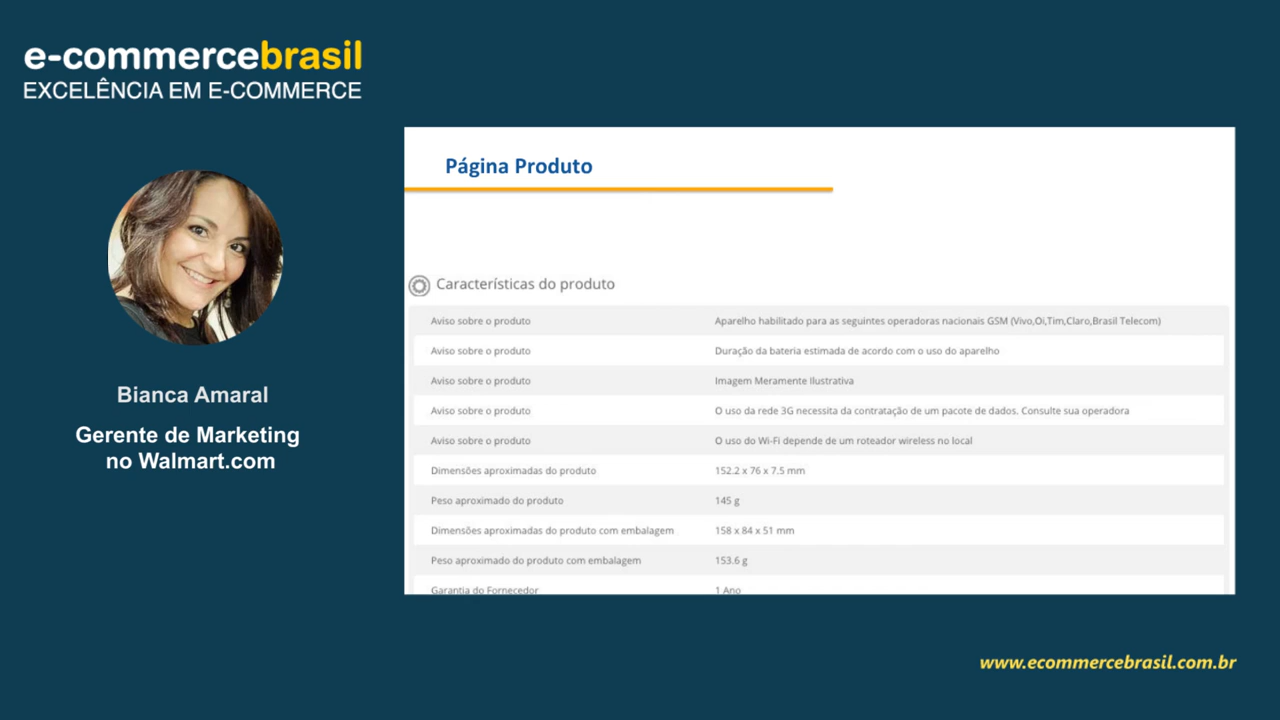 e-commercebrasil
EXCELÊNCIA EM E-COMMERCE
Bianca Amaral
Gerente de Marketing
no Walmart.com
Página Produto
Características do produto
Aviso sobre o produto Aparelho habilitado para as seguintes operadoras nacionais GSM (Vivo,Oi,Tim,Claro,Brasil Telecom)
Aviso sobre o produto Duração da bateria estimada de acordo com o uso do aparelho
Aviso sobre o produto Imagem Meramente Ilustrativa
Aviso sobre o produto O uso da rede 3G necessita da contratação de um pacote de dados. Consulte sua operadora
Aviso sobre o produto O uso do Wi-Fi depende de um roteador wireless no local
Dimensões aproximadas do produto 152.2 x 76 x 7.5 mm
Peso aproximado do produto 145 g
Dimensões aproximadas do produto com embalagem 158 x 84 x 51 mm
Peso aproximado do produto com embalagem 153.6 g
Garantia do Fornecedor 1 Ano
www.ecommercebrasil.com.br